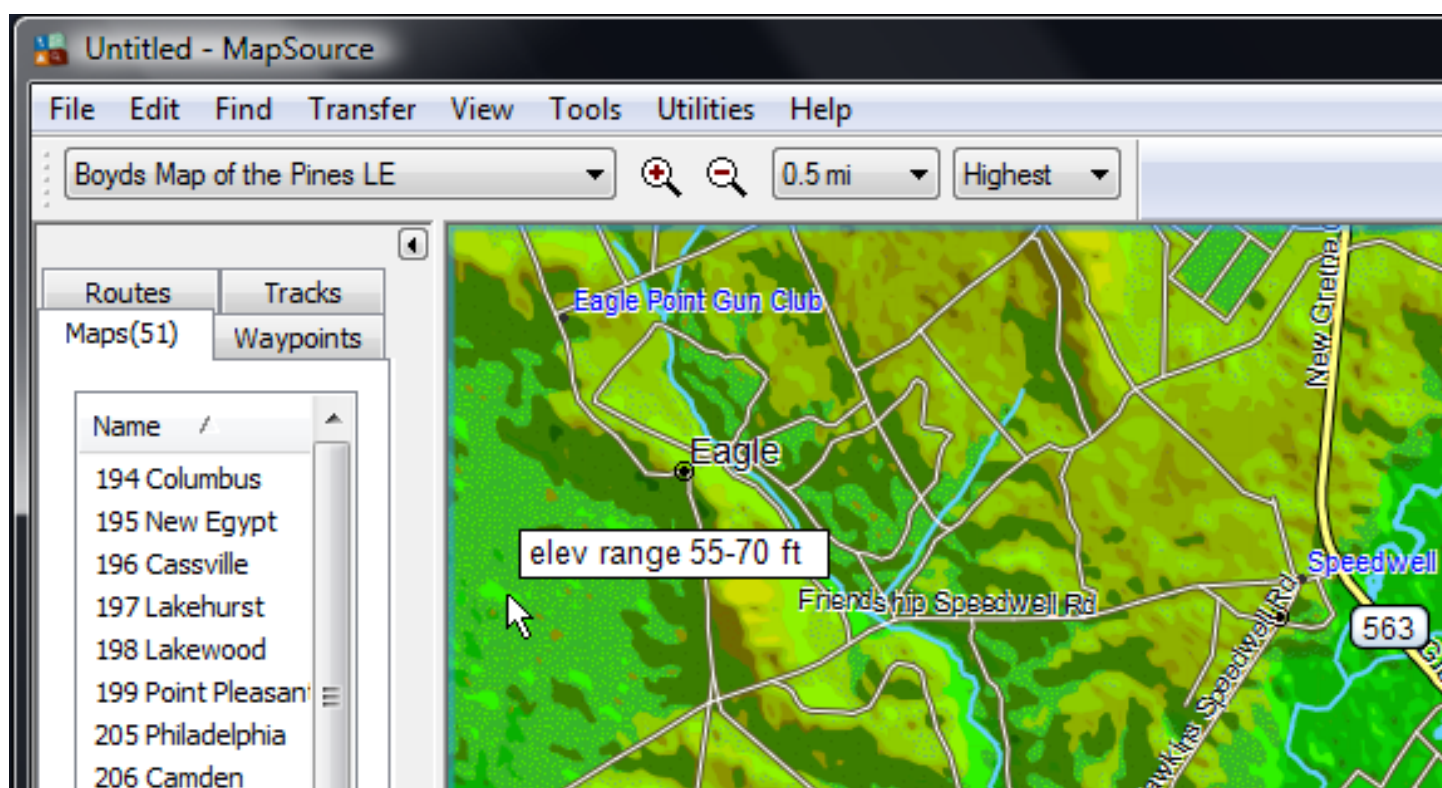 Untitled - MapSource
File Edit Find Transfer View Tools Utilities Help
Boyds Map of the Pines LE 0.5 mi Highest
Routes Tracks
Maps(51) Waypoints
Name
194 Columbus
195 New Egypt
196 Cassville
197 Lakehurst
198 Lakewood
199 Point Pleasant
205 Philadelphia
206 Camden
Eagle Point Gun Club
New Gretna
Eagle
elev range 55-70 ft
Friendship Speedwell Rd
Speedwell
563
Speedwell Rd